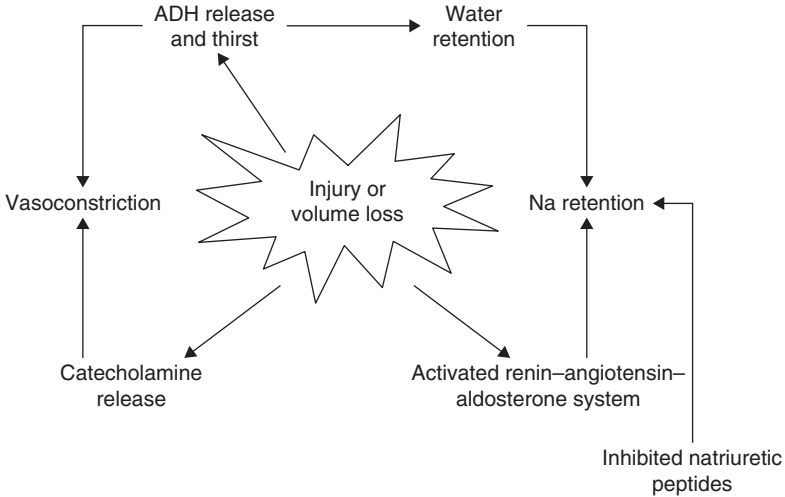 ADH release
and thirst
Water
retention
Injury or
volume loss
Vasoconstriction
Na retention
Catecholamine
release
Activated renin–angiotensin–
aldosterone system
Inhibited natriuretic
peptides